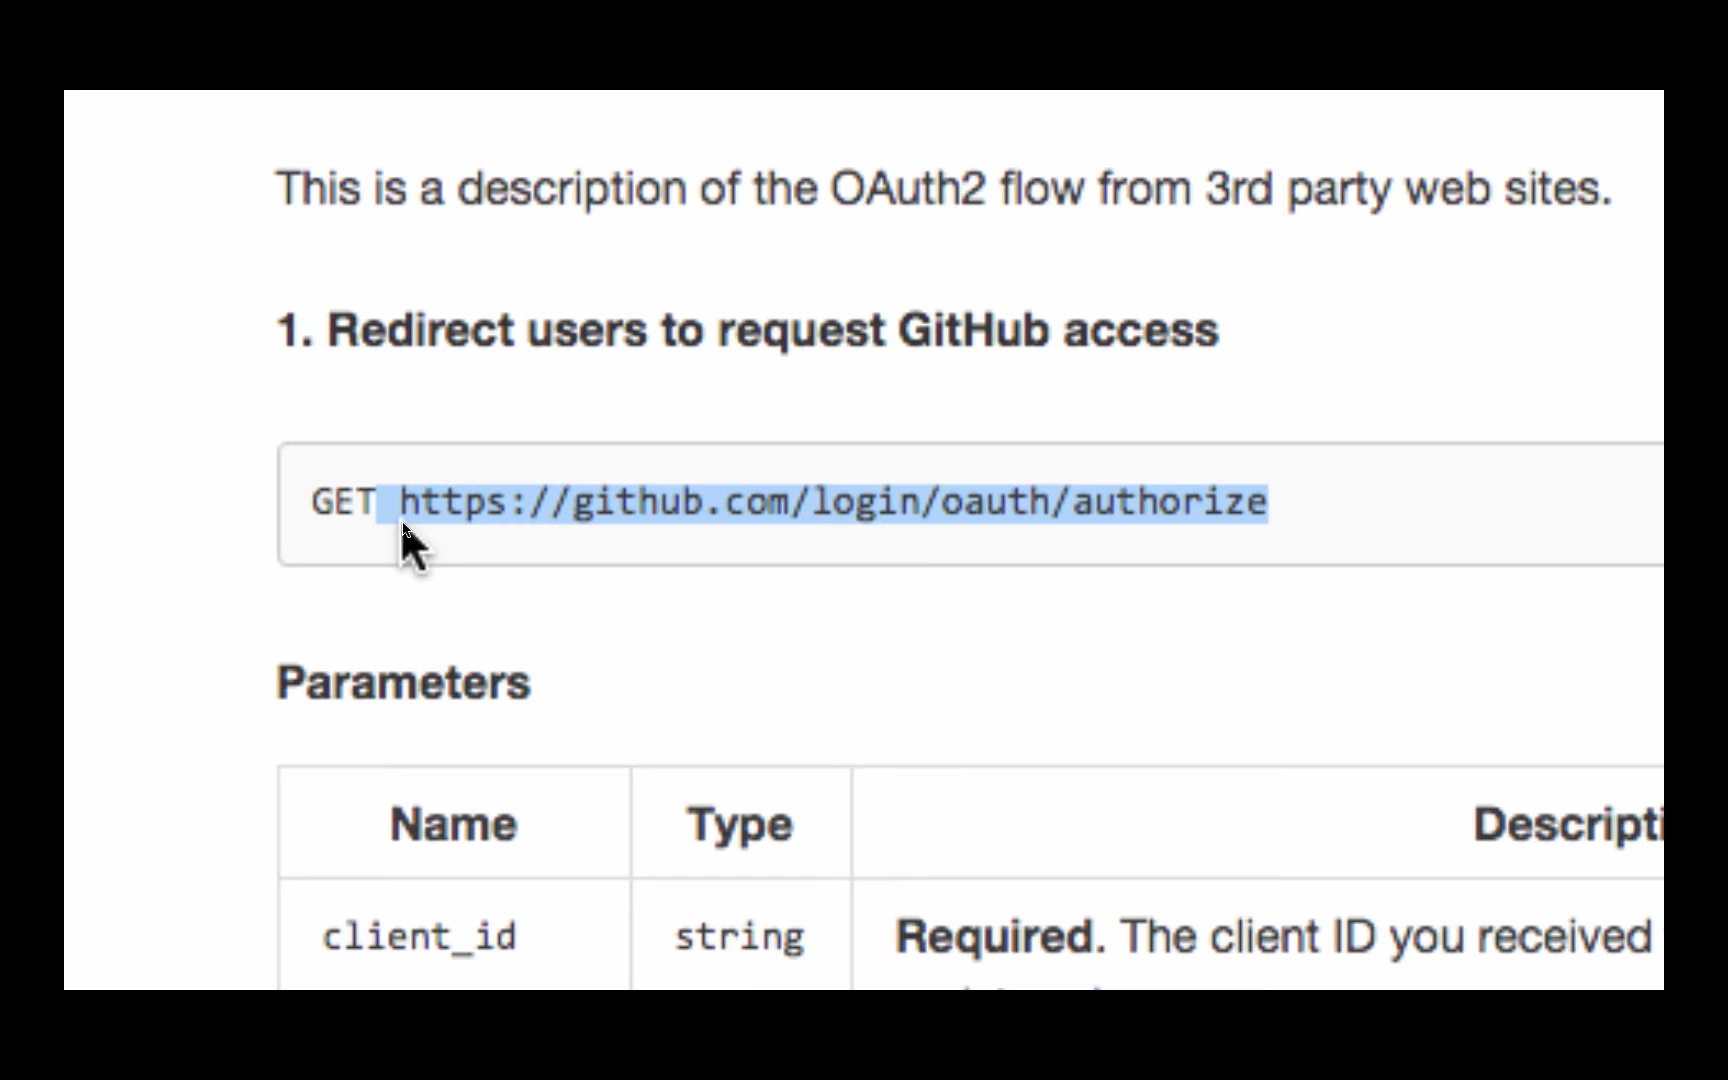 This is a description of the OAuth2 flow from 3rd party web sites.
1. Redirect users to request GitHub access
GET https://github.com/login/oauth/authorize
Parameters
Name Type
client_id string Required. The client ID you received